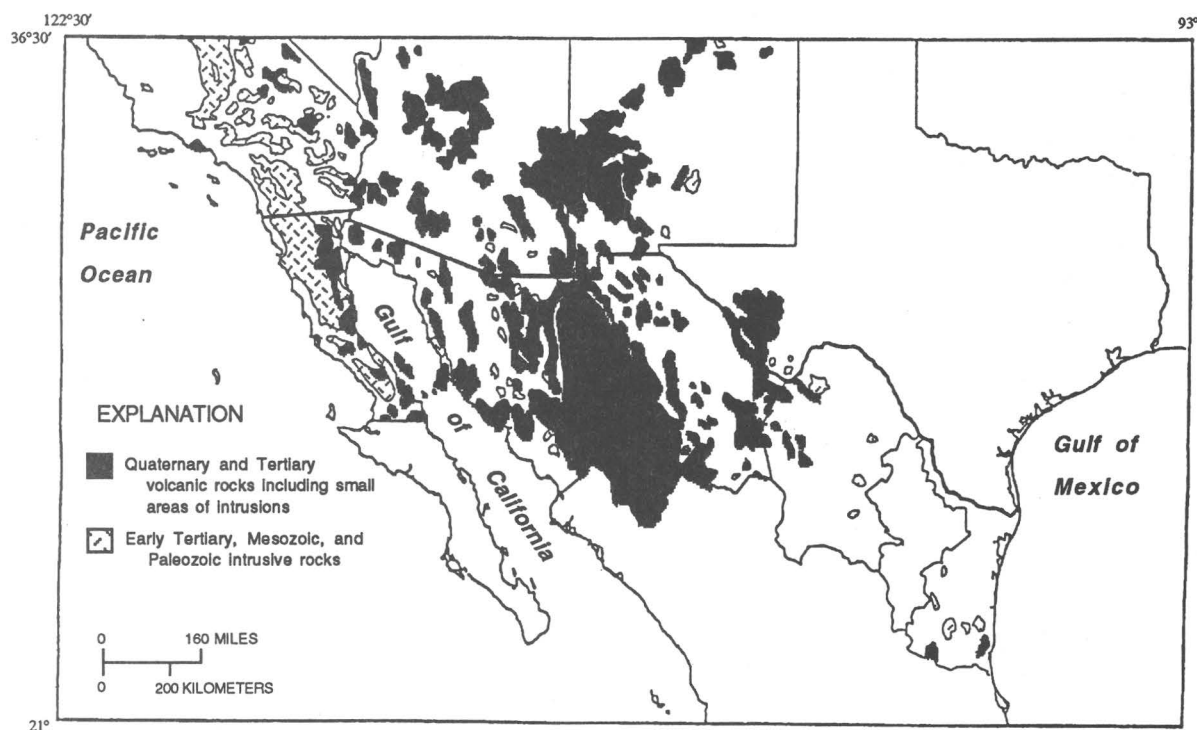 122°30′
93°
36°30′
Pacific
Ocean
Gulf
of
California
EXPLANATION
Quaternary and Tertiary
volcanic rocks including small
areas of intrusions
Early Tertiary, Mesozoic, and
Paleozoic intrusive rocks
Gulf of
Mexico
0 160 MILES
0 200 KILOMETERS
21°